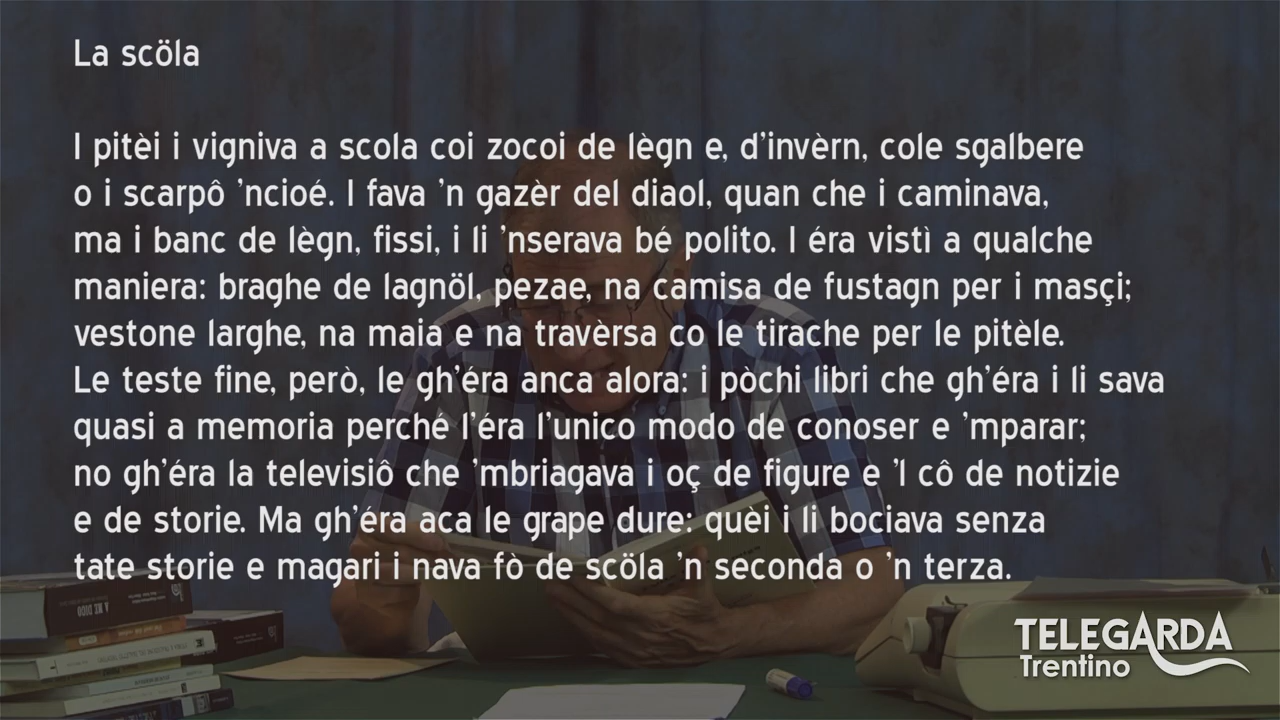 La scöla
I pitèi i vigniva a scola coi zocoi de lègn e, d'invèrn, cole sgalbere
o i scarpô 'ncioé. I fava 'n gazèr del diaol, quan che i caminava,
ma i banc de lègn, fissi, i li 'nserava bé polito. I éra vistì a qualche
maniera: braghe de lagnöl, pezae, na camisa de fustagn per i masçi;
vestone larghe, na maia e na travèrsa co le tirache per le pitèle.
Le teste fine, però, le gh'éra anca alora: i pòchi libri che gh'éra i li sava
quasi a memoria perché l'éra l'unico modo de conoser e 'mparar;
no gh'éra la televisiô che 'mbriagava i oç de figure e 'l cô de notizie
e de storie. Ma gh'éra aca le grape dure: quèi i li bociava senza
tate storie e magari i nava fò de scöla 'n seconda o 'n terza.
A ME DICO
TELEGARDA
Trentino